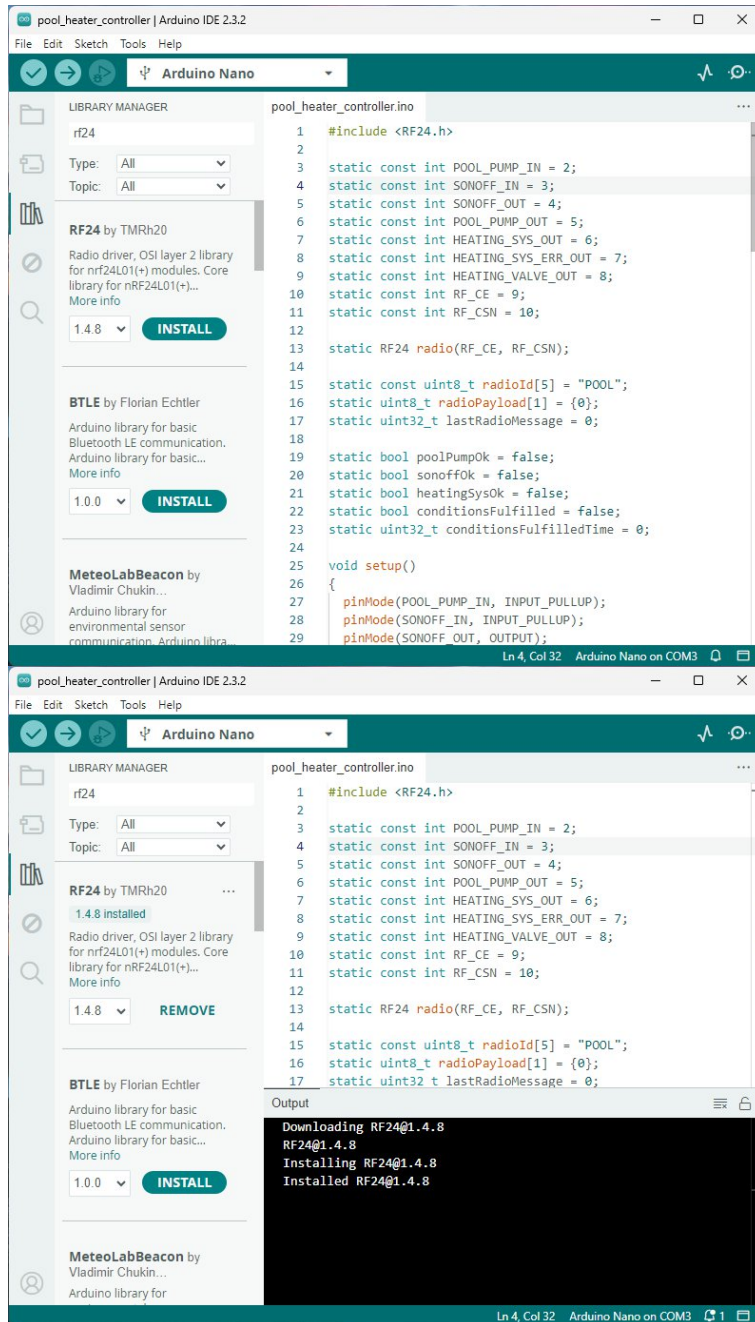 pool_heater_controller | Arduino IDE 2.3.2
File Edit Sketch Tools Help
Arduino Nano
LIBRARY MANAGER
rf24
Type: All
Topic: All
RF24 by TMRh20
Radio driver, OSI layer 2 library
for nrf24L01(+) modules. Core
library for nRF24L01(+)...
More info
1.4.8 INSTALL
BTLE by Florian Echtler
Arduino library for basic
Bluetooth LE communication.
Arduino library for basic...
More info
1.0.0 INSTALL
MeteoLabBeacon by
Vladimir Chukin...
Arduino library for
environmental sensor
communication. Arduino libra...
pool_heater_controller.ino
1 #include <RF24.h>
2
3 static const int POOL_PUMP_IN = 2;
4 static const int SONOFF_IN = 3;
5 static const int SONOFF_OUT = 4;
6 static const int POOL_PUMP_OUT = 5;
7 static const int HEATING_SYS_OUT = 6;
8 static const int HEATING_SYS_ERR_OUT = 7;
9 static const int HEATING_VALVE_OUT = 8;
10 static const int RF_CE = 9;
11 static const int RF_CSN = 10;
12
13 static RF24 radio(RF_CE, RF_CSN);
14
15 static const uint8_t radioId[5] = "POOL";
16 static uint8_t radioPayload[1] = {0};
17 static uint32_t lastRadioMessage = 0;
18
19 static bool poolPumpOk = false;
20 static bool sonoffOk = false;
21 static bool heatingSysOk = false;
22 static bool conditionsFulfilled = false;
23 static uint32_t conditionsFulfilledTime = 0;
24
25 void setup()
26 {
27 pinMode(POOL_PUMP_IN, INPUT_PULLUP);
28 pinMode(SONOFF_IN, INPUT_PULLUP);
29 pinMode(SONOFF_OUT, OUTPUT);
Ln 4, Col 32 Arduino Nano on COM3
pool_heater_controller | Arduino IDE 2.3.2
File Edit Sketch Tools Help
Arduino Nano
LIBRARY MANAGER
rf24
Type: All
Topic: All
RF24 by TMRh20
1.4.8 installed
Radio driver, OSI layer 2 library
for nrf24L01(+) modules. Core
library for nRF24L01(+)...
More info
1.4.8 REMOVE
BTLE by Florian Echtler
Arduino library for basic
Bluetooth LE communication.
Arduino library for basic...
More info
1.0.0 INSTALL
MeteoLabBeacon by
Vladimir Chukin...
Arduino library for
pool_heater_controller.ino
1 #include <RF24.h>
2
3 static const int POOL_PUMP_IN = 2;
4 static const int SONOFF_IN = 3;
5 static const int SONOFF_OUT = 4;
6 static const int POOL_PUMP_OUT = 5;
7 static const int HEATING_SYS_OUT = 6;
8 static const int HEATING_SYS_ERR_OUT = 7;
9 static const int HEATING_VALVE_OUT = 8;
10 static const int RF_CE = 9;
11 static const int RF_CSN = 10;
12
13 static RF24 radio(RF_CE, RF_CSN);
14
15 static const uint8_t radioId[5] = "POOL";
16 static uint8_t radioPayload[1] = {0};
17 static uint32_t lastRadioMessage = 0;
Output
Downloading RF24@1.4.8
RF24@1.4.8
Installing RF24@1.4.8
Installed RF24@1.4.8
Ln 4, Col 32 Arduino Nano on COM3 1